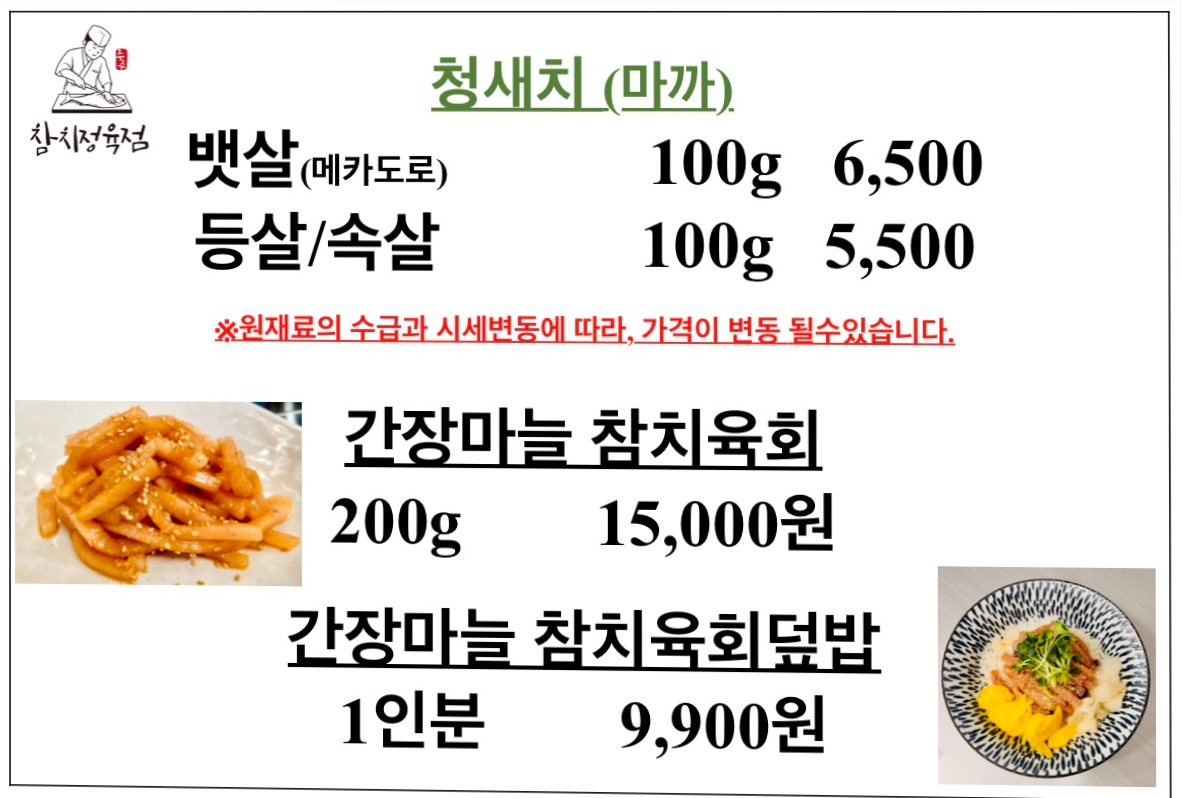 참치정육점
청새치 (마까)
뱃살(메카도로) 100g 6,500
등살/속살 100g 5,500
※원재료의 수급과 시세변동에 따라, 가격이 변동 될수있습니다.
간장마늘 참치육회
200g 15,000원
간장마늘 참치육회덮밥
1인분 9,900원